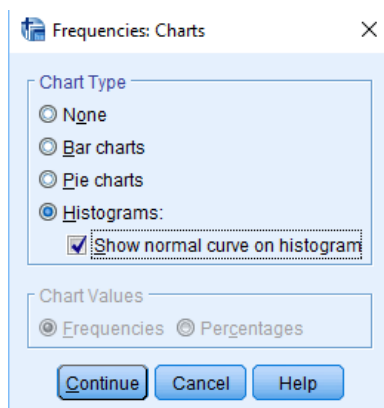 Frequencies: Charts
Chart Type
None
Bar charts
Pie charts
Histograms:
Show normal curve on histogram
Chart Values
Frequencies Percentages
Continue Cancel Help